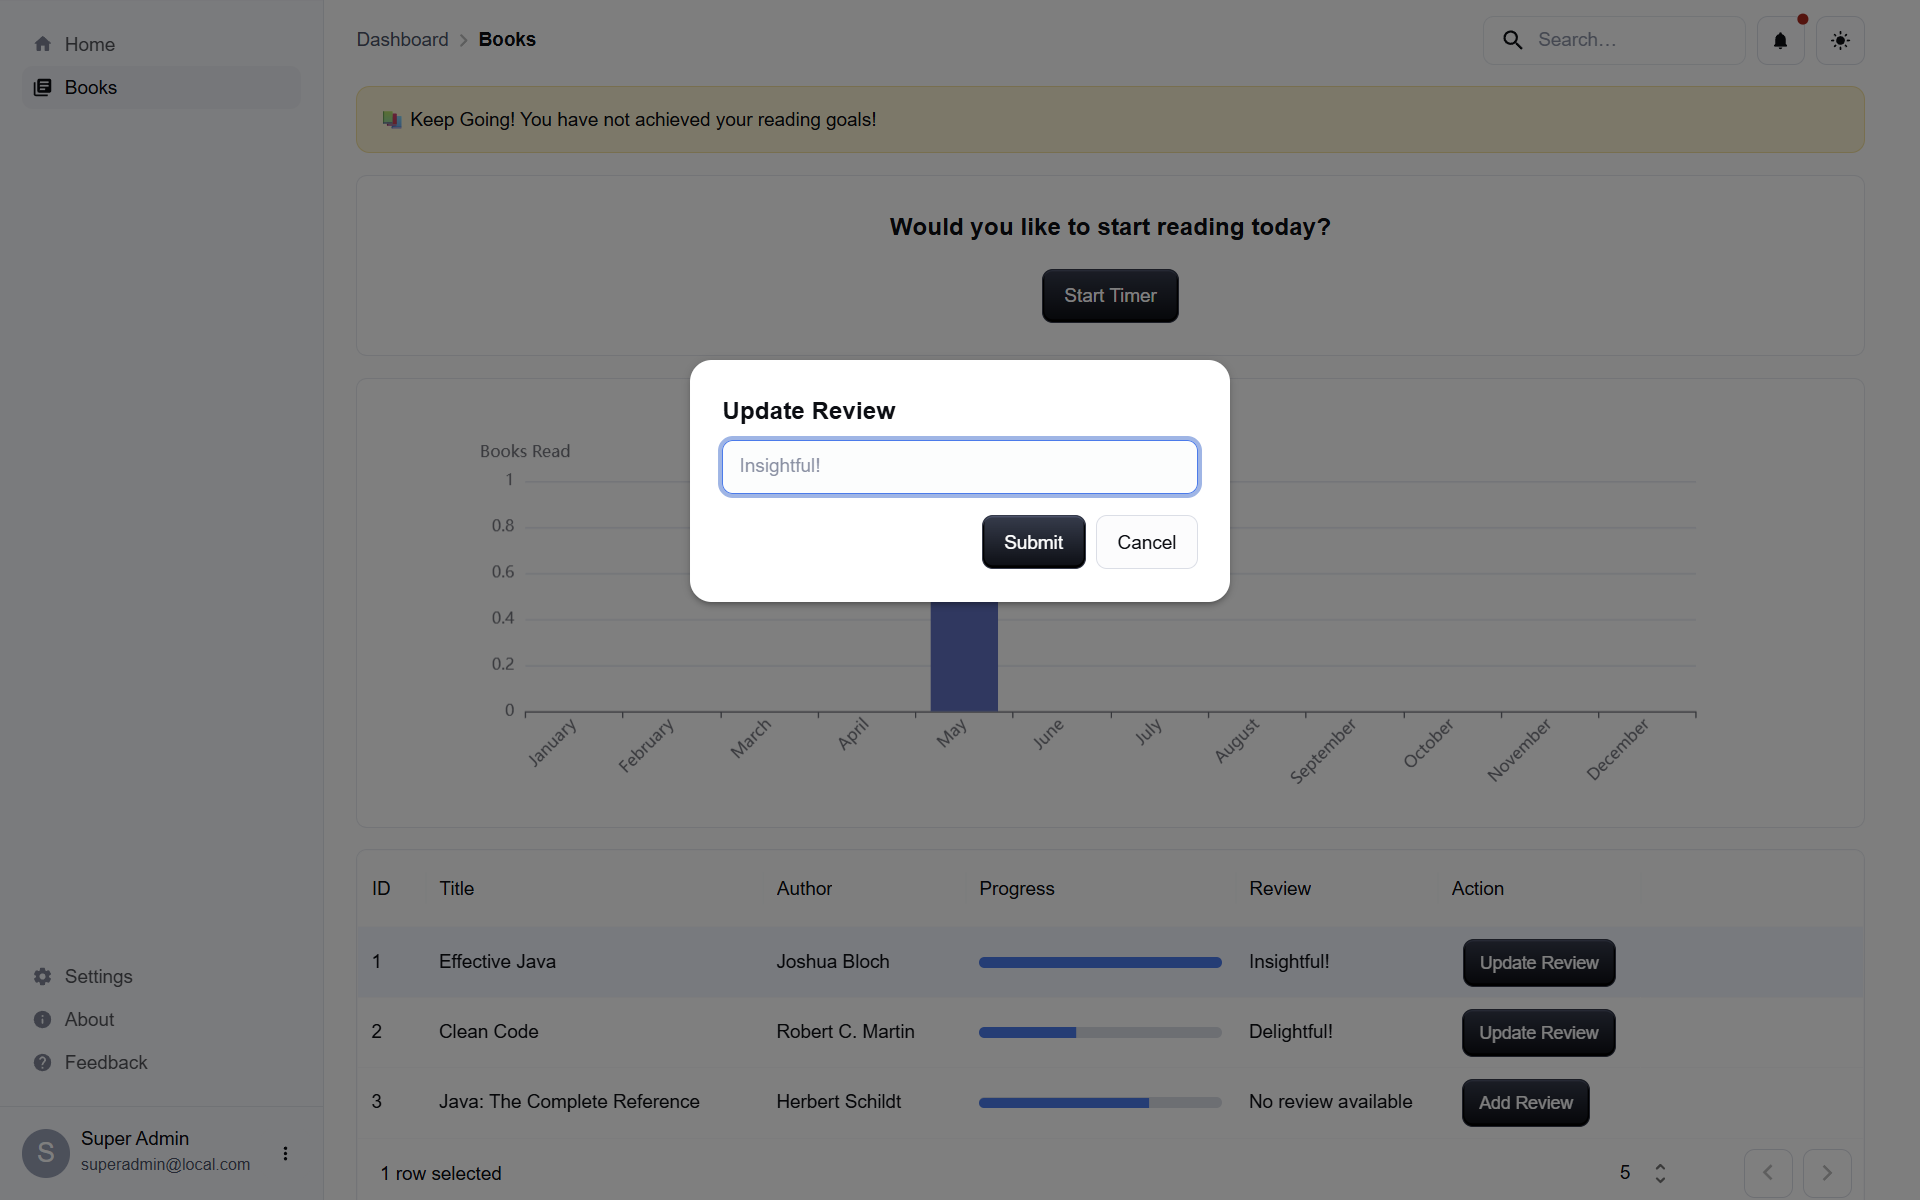 Home
Books
Settings
About
Feedback
S
Super Admin
superadmin@local.com
Dashboard
Books
Search…
Keep Going! You have not achieved your reading goals!
Would you like to start reading today?
Start Timer
Update Review
Insightful!
Submit
Cancel
Books Read
1
0.8
0.6
0.4
0.2
0
January
February
March
April
May
June
July
August
September
October
November
December
ID Title Author Progress Review Action
1 Effective Java Joshua Bloch Insightful! Update Review
2 Clean Code Robert C. Martin Delightful! Update Review
3 Java: The Complete Reference Herbert Schildt No review available Add Review
1 row selected
5